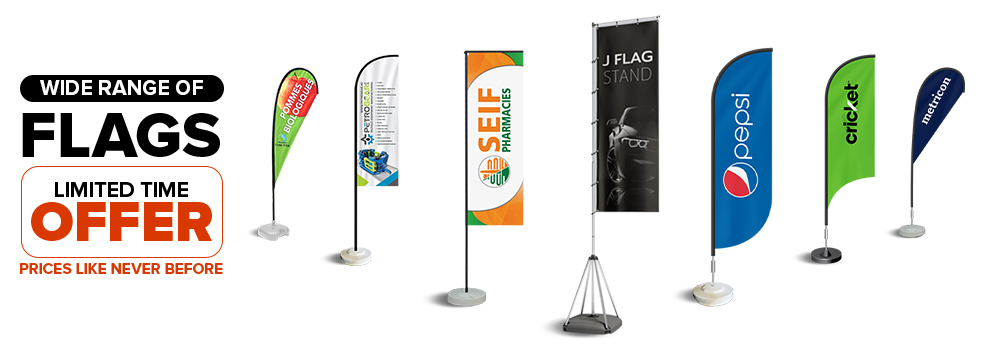 WIDE RANGE OF
FLAGS
LIMITED TIME
OFFER
PRICES LIKE NEVER BEFORE
POMMES
BIOLOGIQUES
PETROGEARE
SEIF
PHARMACIES
J FLAG
STAND
pepsi
cricket
metricon